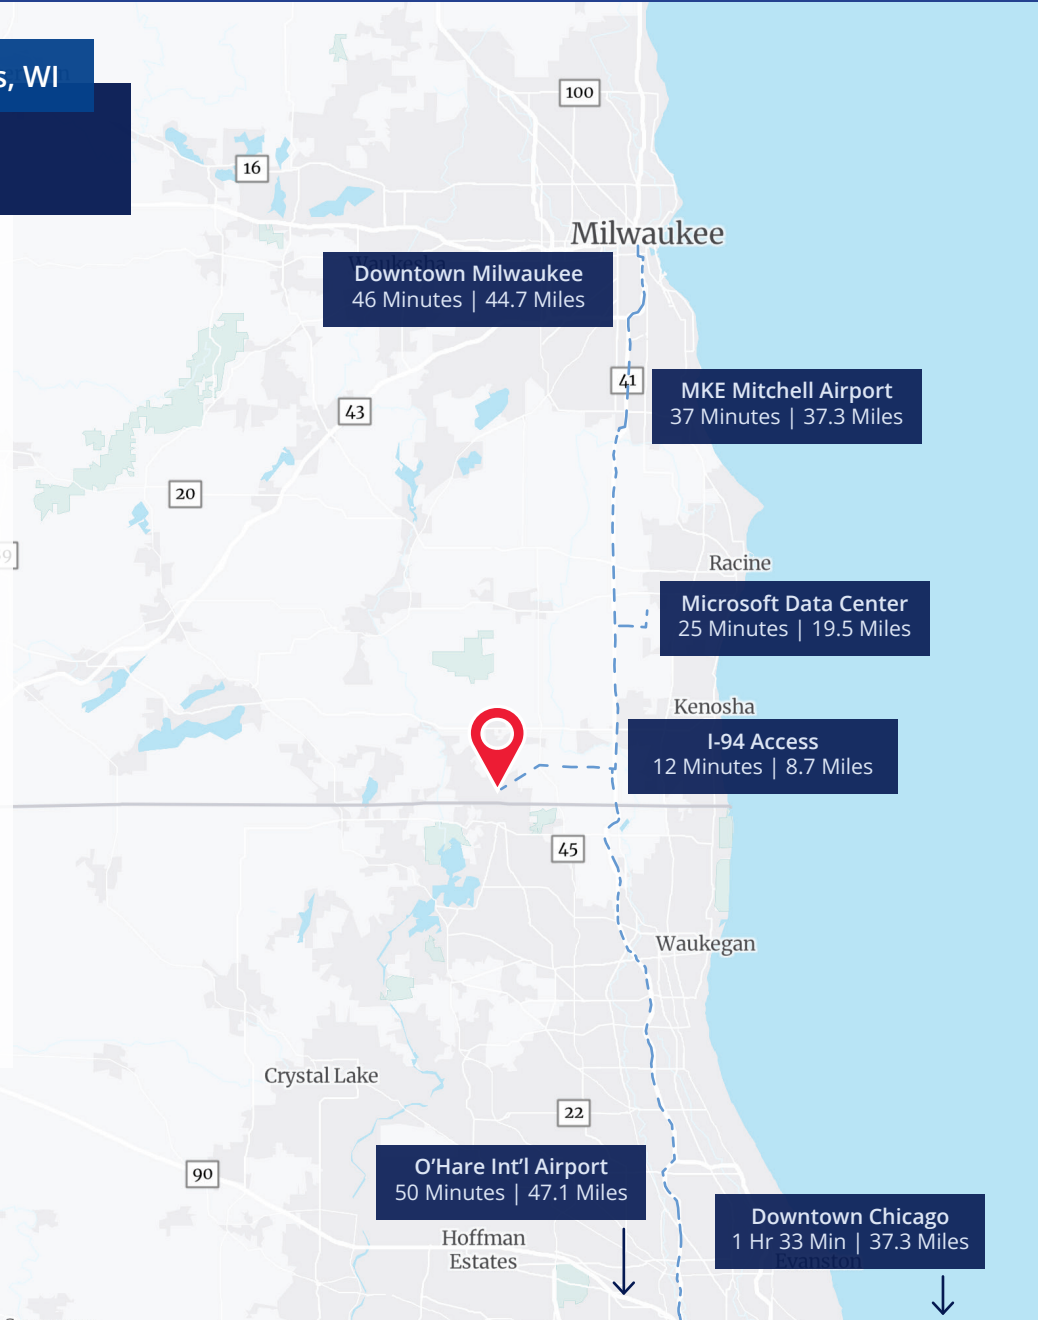 s, WI
100
16
Milwaukee
Waukesha
Downtown Milwaukee
46 Minutes | 44.7 Miles
41
MKE Mitchell Airport
37 Minutes | 37.3 Miles
43
20
9
Racine
Microsoft Data Center
25 Minutes | 19.5 Miles
Kenosha
I-94 Access
12 Minutes | 8.7 Miles
45
Waukegan
Crystal Lake
22
90
O'Hare Int'l Airport
50 Minutes | 47.1 Miles
Downtown Chicago
1 Hr 33 Min | 37.3 Miles
Hoffman
Estates
Evanston